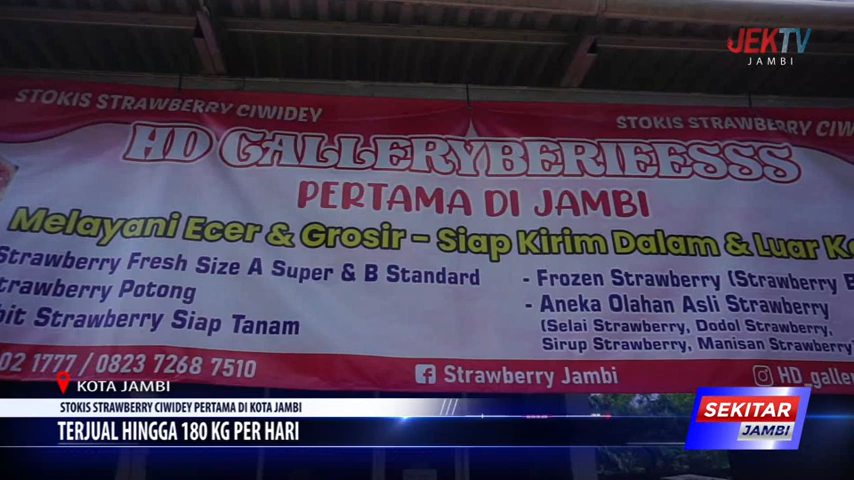 JEKTV
JAMBI
STOKIS STRAWBERRY CIWIDEY
STOKIS STRAWBERRY CIW
HD GALLERYBERIEESSS
PERTAMA DI JAMBI
Melayani Ecer & Grosir - Siap Kirim Dalam & Luar K
Strawberry Fresh Size A Super & B Standard
trawberry Potong
bit Strawberry Siap Tanam
- Frozen Strawberry (Strawberry B
- Aneka Olahan Asli Strawberry
(Selai Strawberry, Dodol Strawberry,
Sirup Strawberry, Manisan Strawberry)
02 1777 / 0823 7268 7510
Strawberry Jambi
HD_galler
KOTA JAMBI
STOKIS STRAWBERRY CIWIDEY PERTAMA DI KOTA JAMBI
TERJUAL HINGGA 180 KG PER HARI
SEKITAR
JAMBI